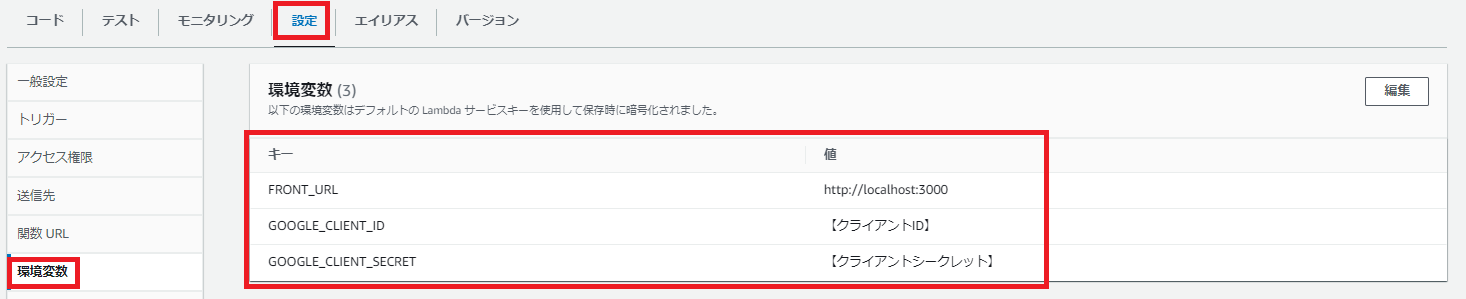 コード テスト モニタリング 設定 エイリアス バージョン
一般設定
トリガー
アクセス権限
送信先
関数 URL
環境変数
環境変数 (3)
編集
以下の環境変数はデフォルトの Lambda サービスキーを使用して保存時に暗号化されました。
キー 値
FRONT_URL http://localhost:3000
GOOGLE_CLIENT_ID 【クライアントID】
GOOGLE_CLIENT_SECRET 【クライアントシークレット】